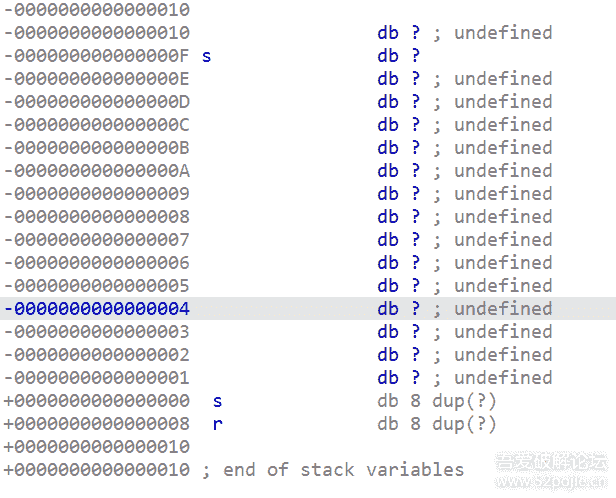 -0000000000000010
-0000000000000010 db ? ; undefined
-000000000000000F s db ?
-000000000000000E db ? ; undefined
-000000000000000D db ? ; undefined
-000000000000000C db ? ; undefined
-000000000000000B db ? ; undefined
-000000000000000A db ? ; undefined
-0000000000000009 db ? ; undefined
-0000000000000008 db ? ; undefined
-0000000000000007 db ? ; undefined
-0000000000000006 db ? ; undefined
-0000000000000005 db ? ; undefined
-0000000000000004 db ? ; undefined
-0000000000000003 db ? ; undefined
-0000000000000002 db ? ; undefined
-0000000000000001 db ? ; undefined
+0000000000000000 s db 8 dup(?)
+0000000000000008 r db 8 dup(?)
+0000000000000010
+0000000000000010 ; end of stack variables
吾爱破解论坛
www.52pojie.cn